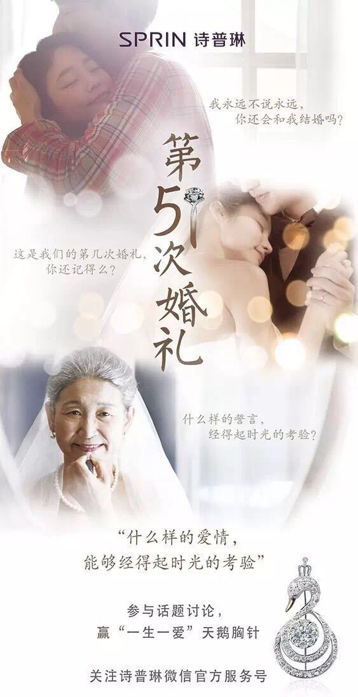 SPRIN 诗普琳
我永远不说永远,
你还会和我结婚吗?
第51次婚礼
这是我们的第几次婚礼,
你还记得么?
什么样的誓言,
经得起时光的考验?
“什么样的爱情,
能够经得起时光的考验”
参与话题讨论,
赢“一生一爱”天鹅胸针
关注诗普琳微信官方服务号